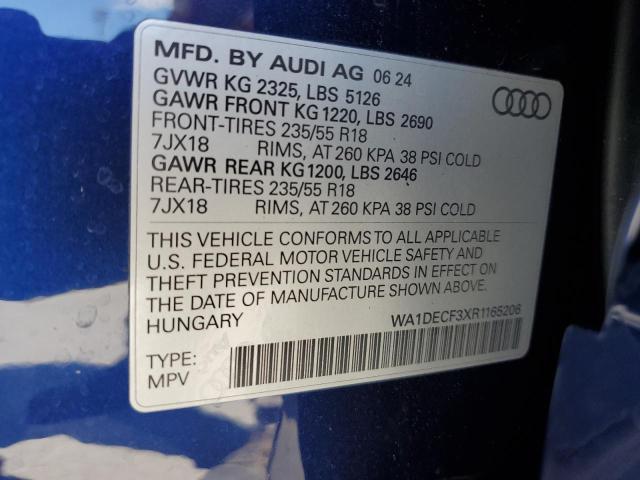 MFD. BY AUDI AG 06 24
GVWR KG 2325, LBS 5126
GAWR FRONT KG 1220, LBS 2690
FRONT-TIRES 235/55 R18
7JX18 RIMS, AT 260 KPA 38 PSI COLD
GAWR REAR KG 1200, LBS 2646
REAR-TIRES 235/55 R18
7JX18 RIMS, AT 260 KPA 38 PSI COLD
THIS VEHICLE CONFORMS TO ALL APPLICABLE
U.S. FEDERAL MOTOR VEHICLE SAFETY AND
THEFT PREVENTION STANDARDS IN EFFECT ON
THE DATE OF MANUFACTURE SHOWN ABOVE.
HUNGARY WA1DECF3XR1165206
TYPE:
MPV